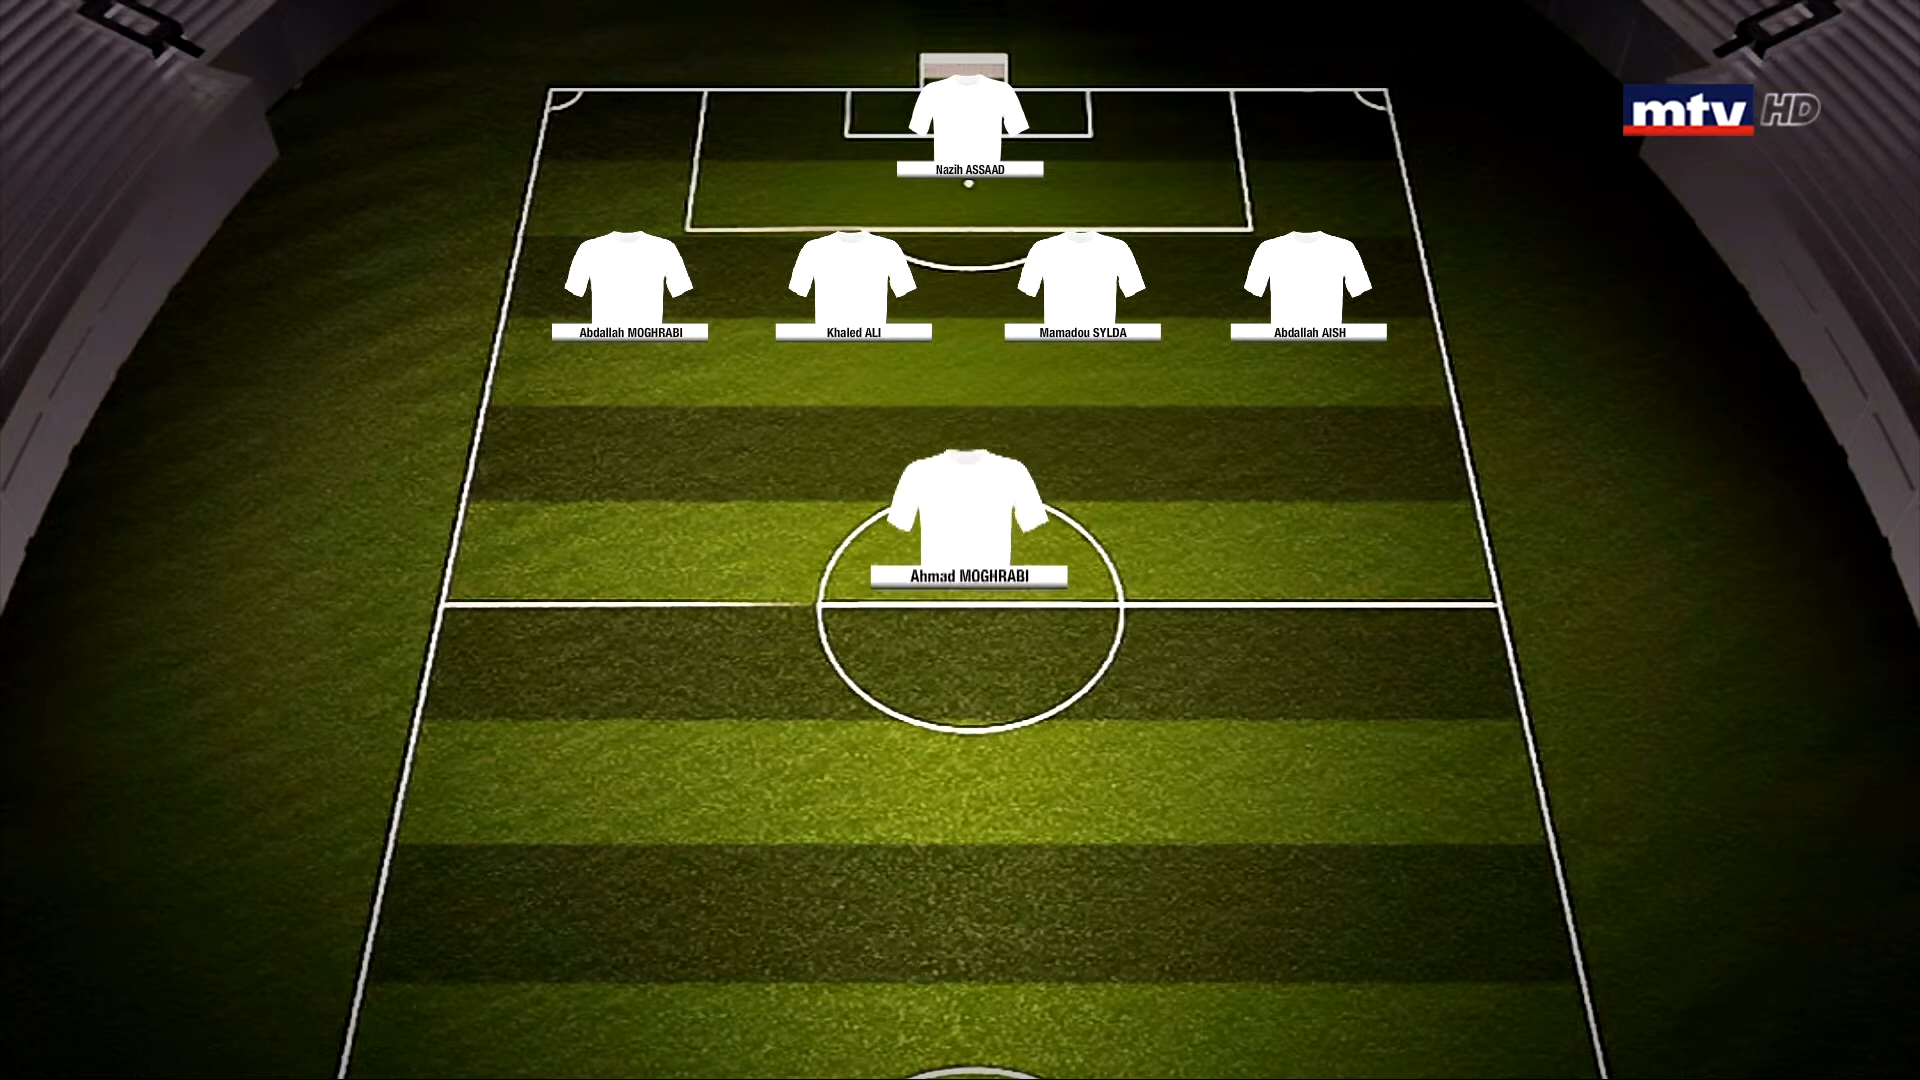 mtv HD
Nazih ASSAAD
Abdallah MOGHRABI
Khaled ALI
Mamadou SYLDA
Abdallah AISH
Ahmad MOGHRABI